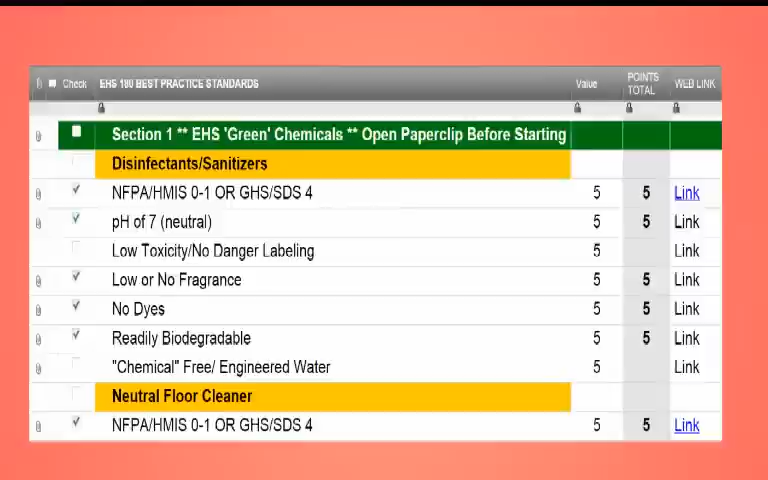 Check EHS 180 BEST PRACTICE STANDARDS Value POINTS TOTAL WEB LINK
Section 1 ** EHS 'Green' Chemicals ** Open Paperclip Before Starting
Disinfectants/Sanitizers
NFPA/HMIS 0-1 OR GHS/SDS 4 5 5 Link
pH of 7 (neutral) 5 5 Link
Low Toxicity/No Danger Labeling 5 Link
Low or No Fragrance 5 5 Link
No Dyes 5 5 Link
Readily Biodegradable 5 5 Link
"Chemical" Free/ Engineered Water 5 Link
Neutral Floor Cleaner
NFPA/HMIS 0-1 OR GHS/SDS 4 5 5 Link